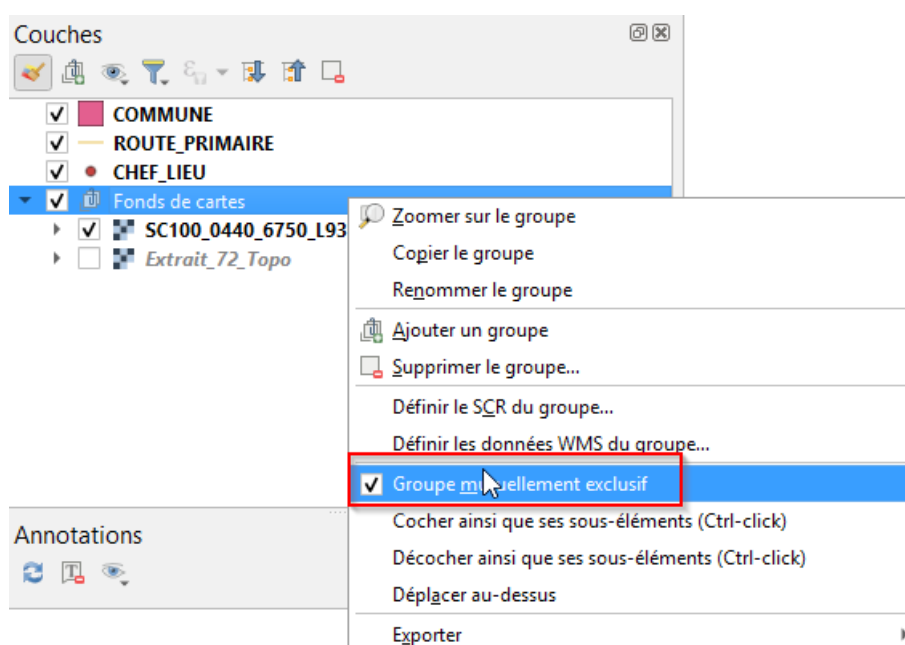 Couches
COMMUNE
ROUTE_PRIMAIRE
CHEF_LIEU
Fonds de cartes
SC100_0440_6750_L93
Extrait_72_Topo
Zoomer sur le groupe
Copier le groupe
Renommer le groupe
Ajouter un groupe
Supprimer le groupe...
Définir le SCR du groupe...
Définir les données WMS du groupe...
Groupe mutuellement exclusif
Cocher ainsi que ses sous-éléments (Ctrl-click)
Décocher ainsi que ses sous-éléments (Ctrl-click)
Déplacer au-dessus
Exporter
Annotations